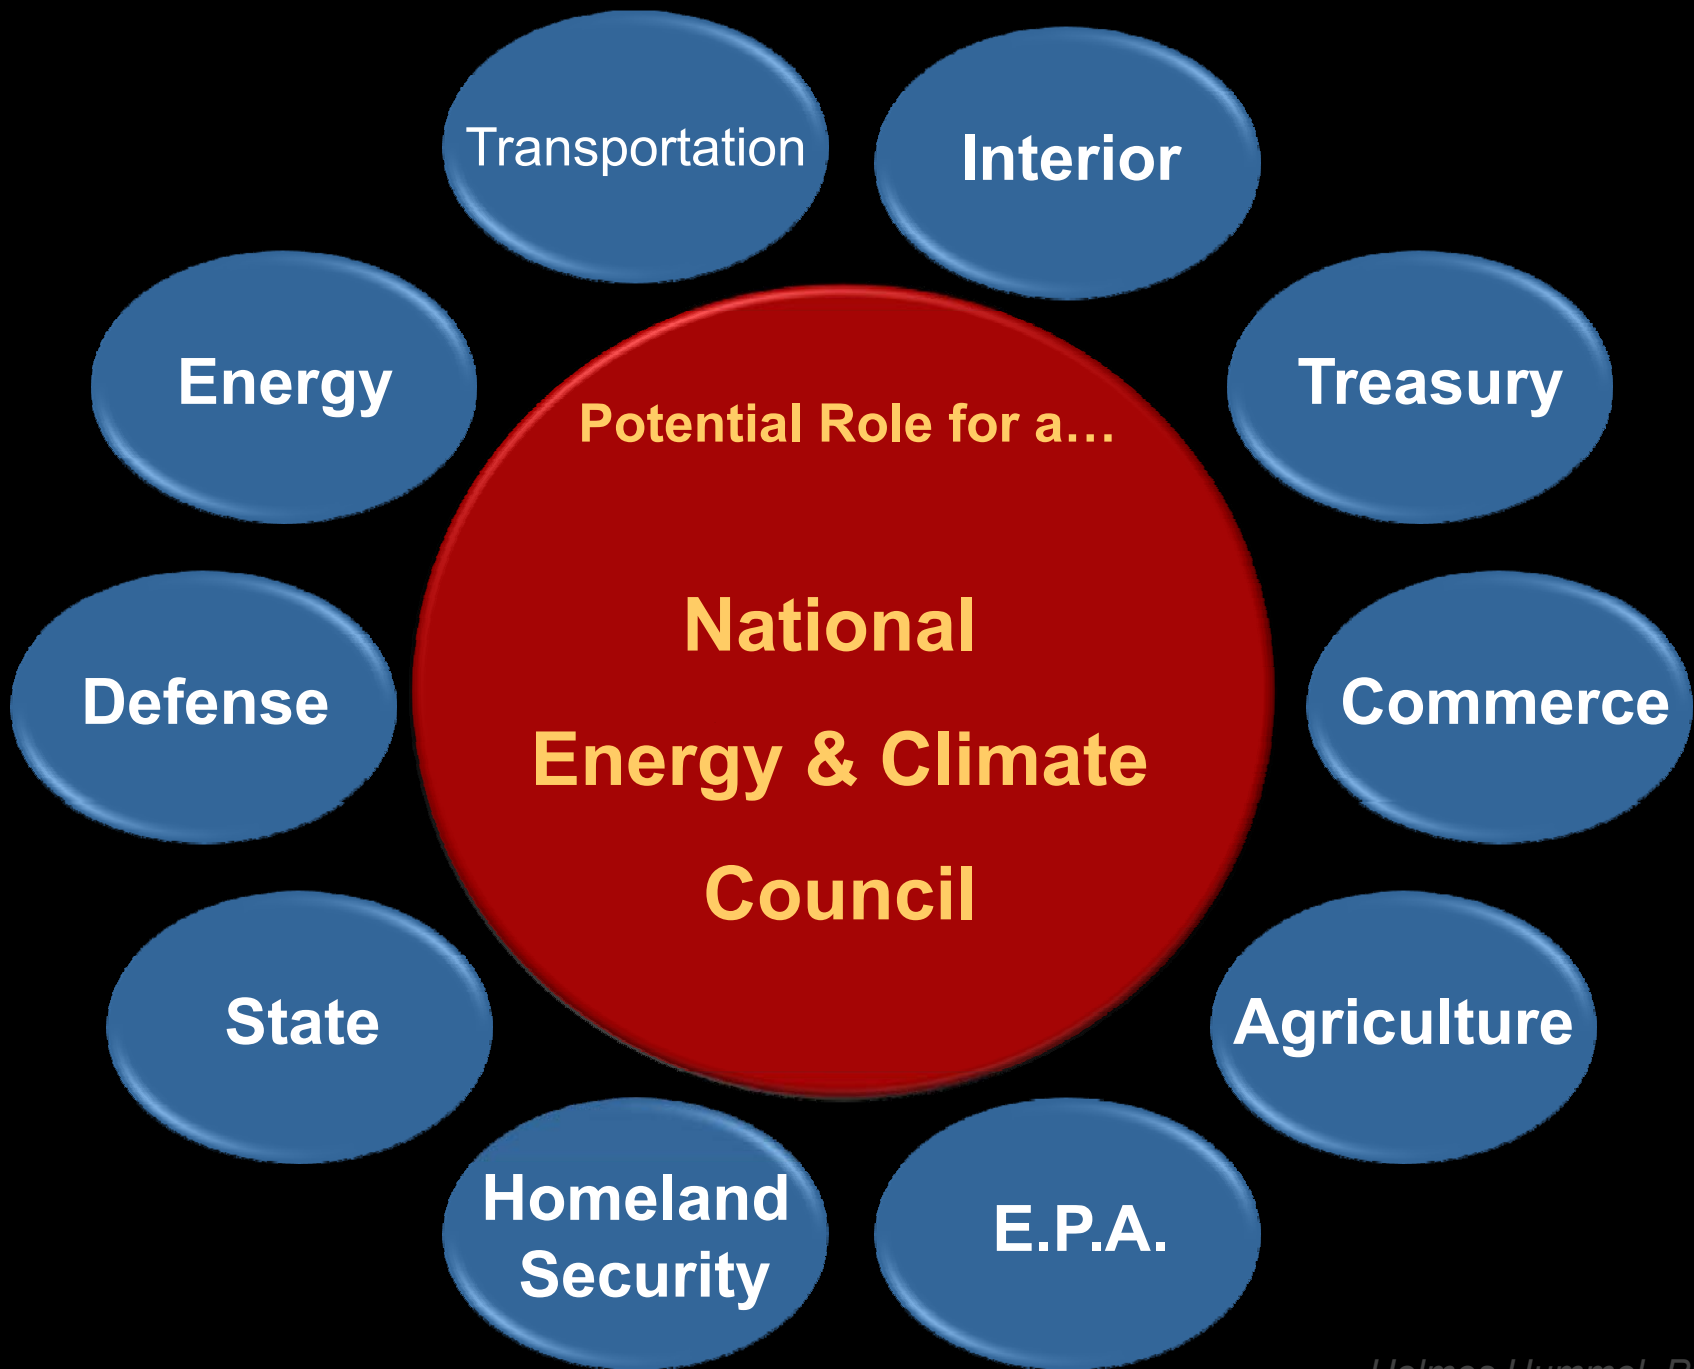 Transportation
Interior
Energy
Treasury
Potential Role for a…
National
Energy & Climate
Council
Defense
Commerce
State
Agriculture
Homeland
Security
E.P.A.